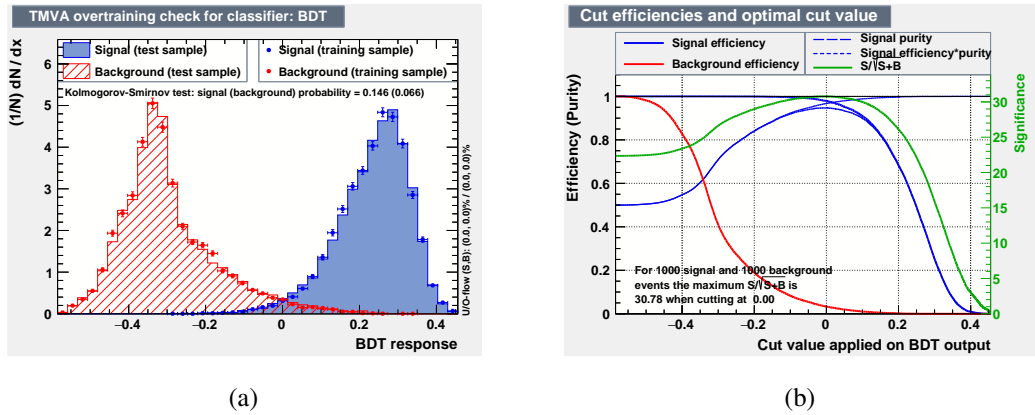 TMVA overtraining check for classifier: BDT
Signal (test sample)
Background (test sample)
Signal (training sample)
Background (training sample)
Kolmogorov-Smirnov test: signal (background) probability = 0.146 (0.066)
(1/N) dN / dx
6
5
4
3
2
1
0
−0.4 −0.2 0 0.2 0.4
BDT response
U/O-flow (S,B): (0.0, 0.0)% / (0.0, 0.0)%
(a)
Cut efficiencies and optimal cut value
Signal efficiency
Background efficiency
Signal purity
Signal efficiency*purity
S/√S+B
Efficiency (Purity)
1
0.8
0.6
0.4
0.2
0
For 1000 signal and 1000 background
events the maximum S/√S+B is
30.78 when cutting at 0.00
−0.4 −0.2 0 0.2 0.4
Cut value applied on BDT output
30
25
20
15
10
5
0
Significance
(b)